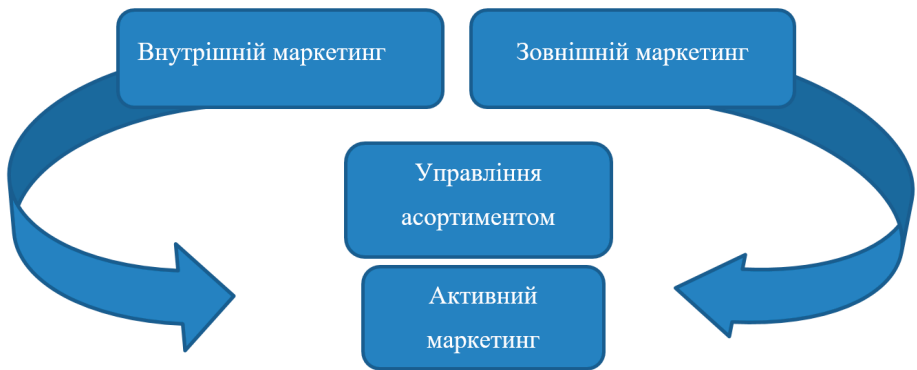 Внутрішній маркетинг
Зовнішній маркетинг
Управління
асортиментом
Активний
маркетинг